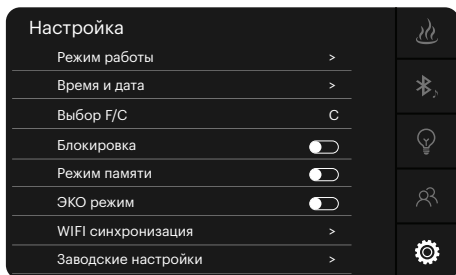 Настройка
Режим работы >
Время и дата >
Выбор F/C C
Блокировка
Режим памяти
ЭКО режим
WIFI синхронизация >
Заводские настройки >